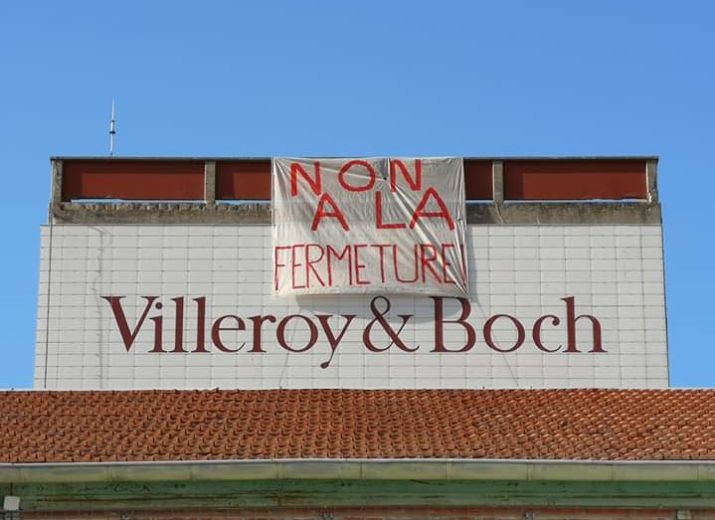 NON
A LA
FERMETURE
Villeroy & Boch